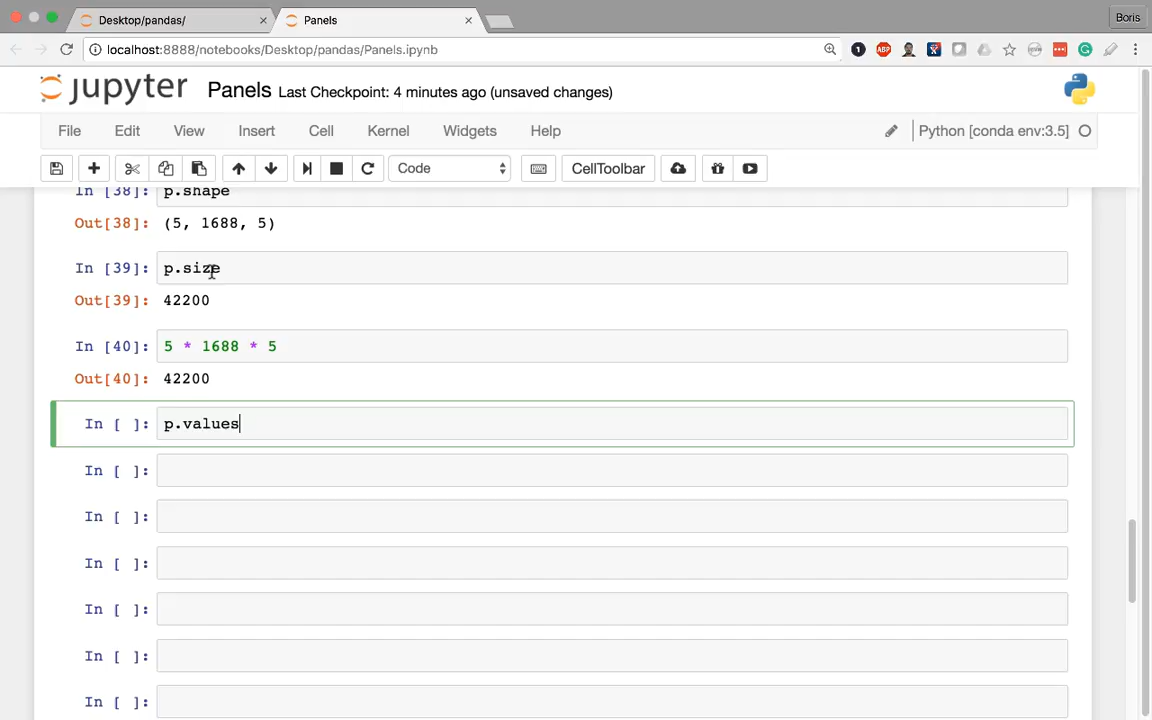 Desktop/pandas/
Panels
Boris
localhost:8888/notebooks/Desktop/pandas/Panels.ipynb
jupyter Panels Last Checkpoint: 4 minutes ago (unsaved changes)
File Edit View Insert Cell Kernel Widgets Help Python [conda env:3.5]
Code CellToolbar
In [38]: p.shape
Out[38]: (5, 1688, 5)
In [39]: p.size
Out[39]: 42200
In [40]: 5 * 1688 * 5
Out[40]: 42200
In [ ]: p.values
In [ ]:
In [ ]:
In [ ]:
In [ ]:
In [ ]:
In [ ]: